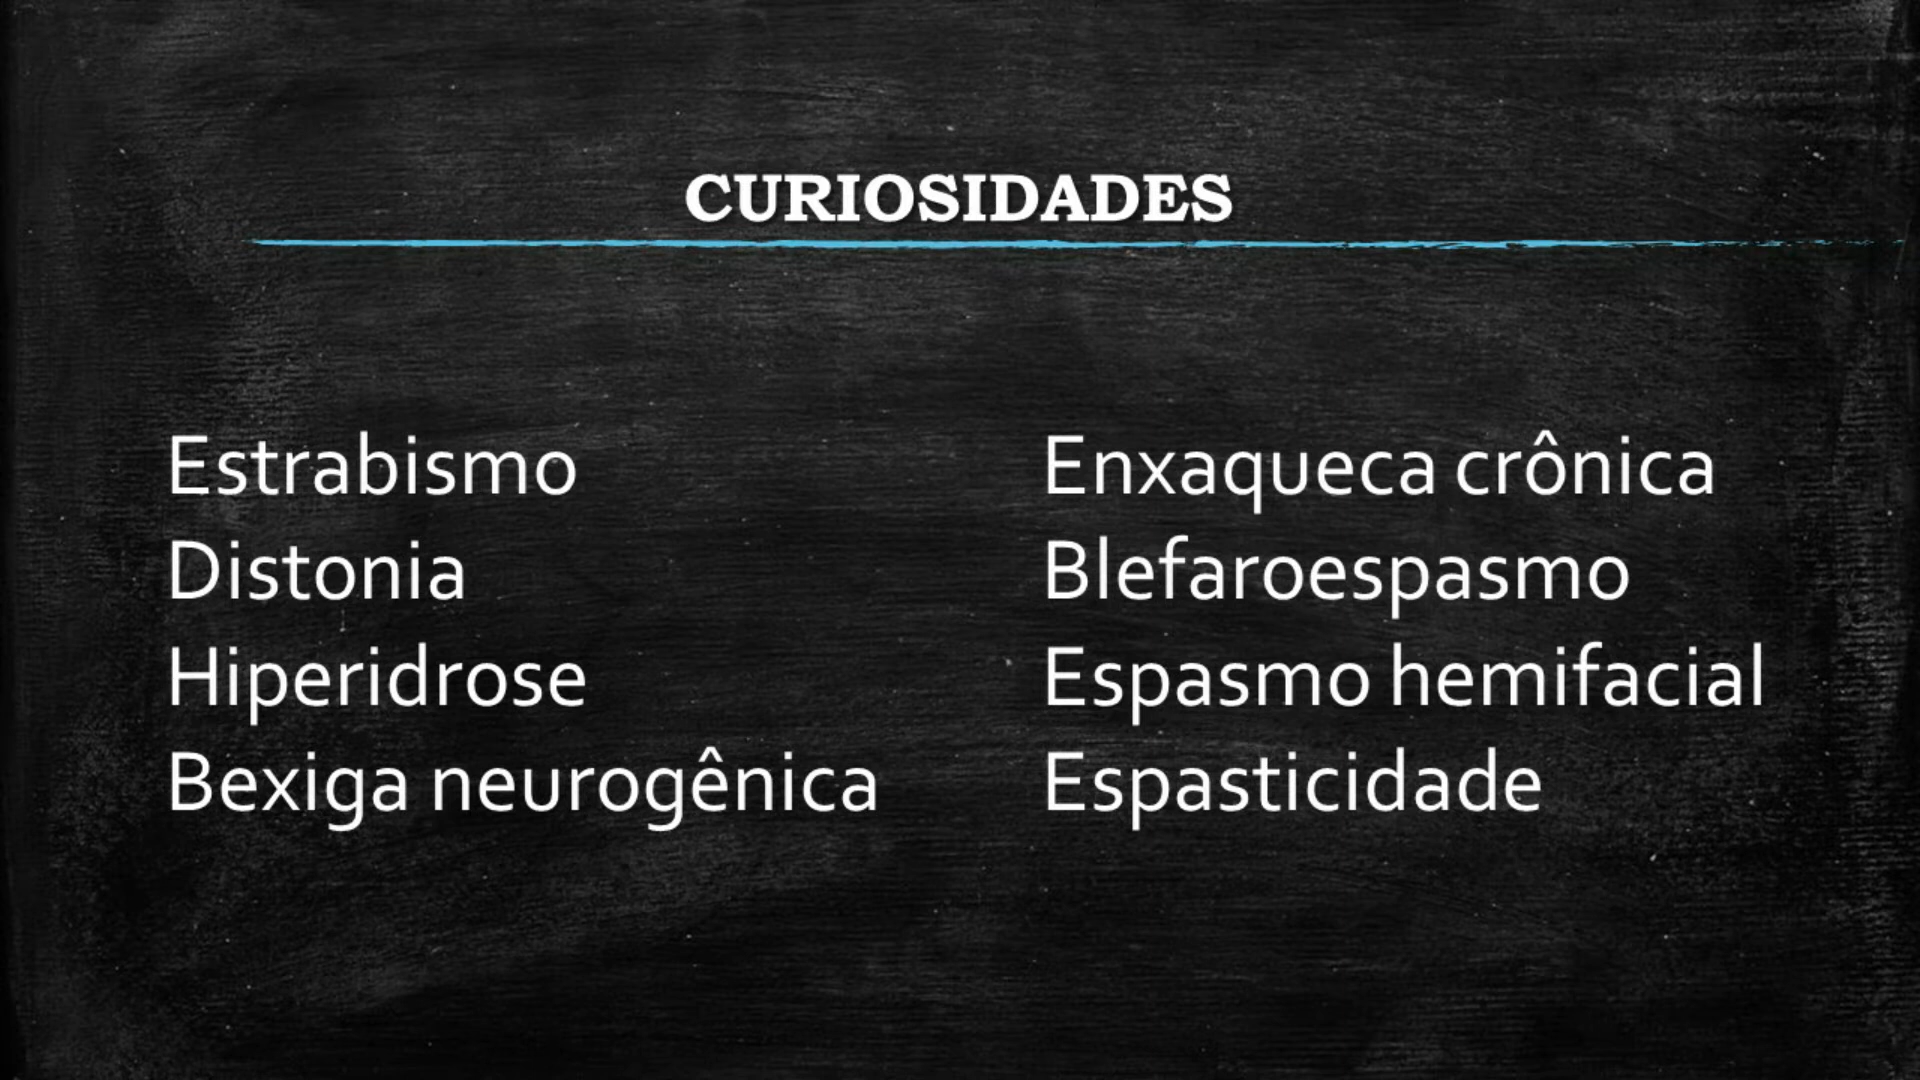 CURIOSIDADES
Estrabismo
Distonia
Hiperidrose
Bexiga neurogênica
Enxaqueca crônica
Blefaroespasmo
Espasmo hemifacial
Espasticidade